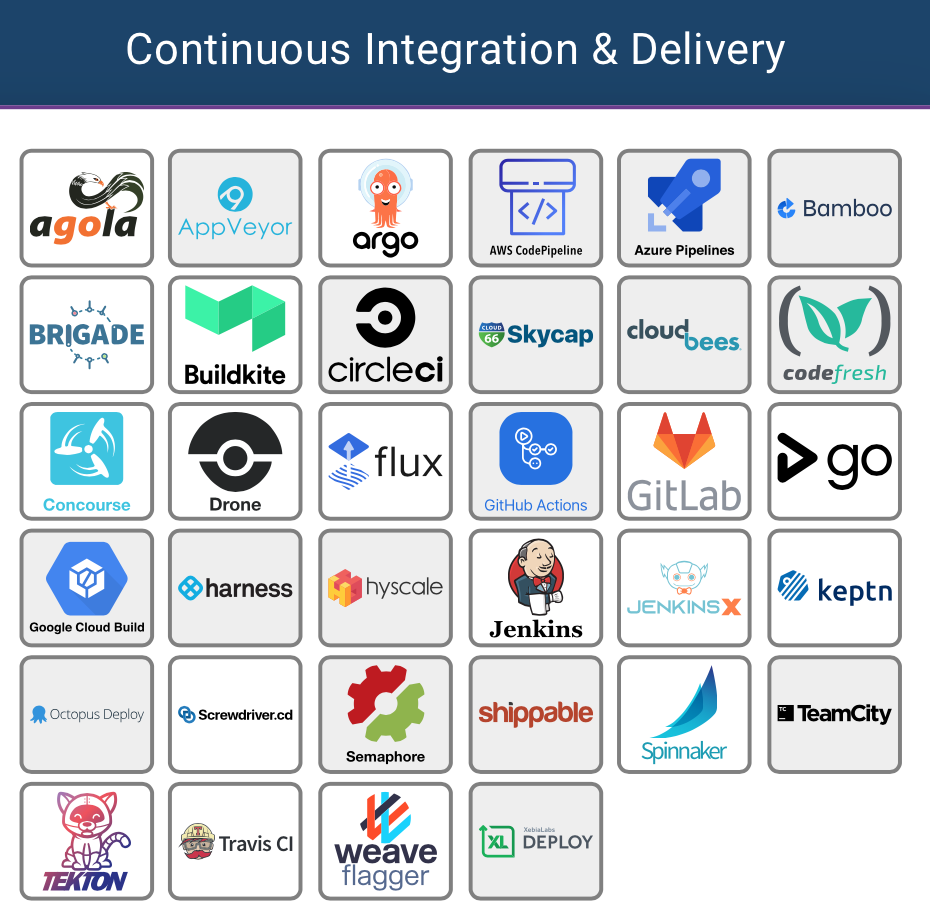 Continuous Integration & Delivery
agola
AppVeyor
argo
</>
AWS CodePipeline
Azure Pipelines
Bamboo
BRIGADE
Buildkite
circleci
CLOUD
66
Skycap
cloudbees
codefresh
Concourse
Drone
flux
GitHub Actions
GitLab
go
Google Cloud Build
harness
hyscale
Jenkins
JENKINS X
keptn
Octopus Deploy
Screwdriver.cd
Semaphore
shippable
Spinnaker
TC
TeamCity
TEKTON
T
Travis CI
weave
flagger
XL
XebiaLabs
DEPLOY